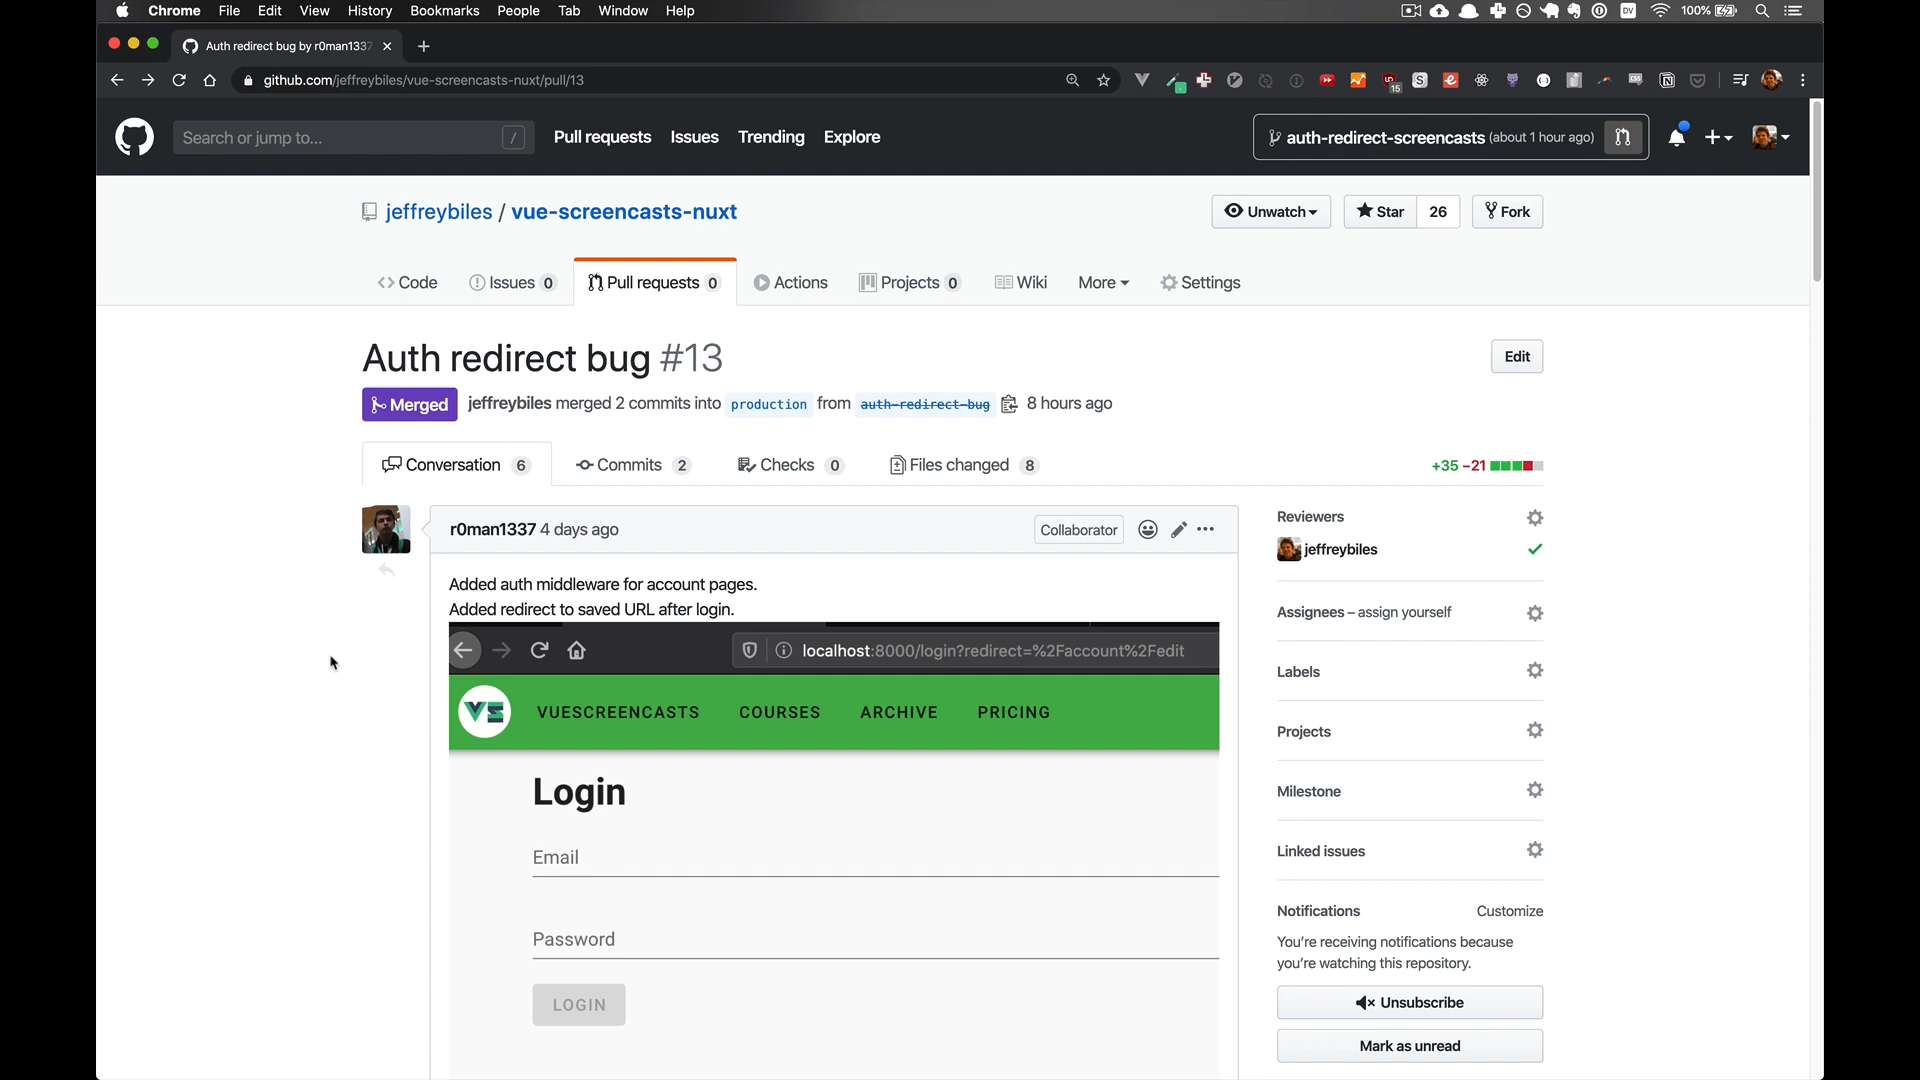 Chrome File Edit View History Bookmarks People Tab Window Help
DV 100%
Auth redirect bug by r0man1337
github.com/jeffreybiles/vue-screencasts-nuxt/pull/13
15
Search or jump to... /
Pull requests Issues Trending Explore
auth-redirect-screencasts (about 1 hour ago)
jeffreybiles / vue-screencasts-nuxt
Unwatch Star 26 Fork
Code Issues 0 Pull requests 0 Actions Projects 0 Wiki More Settings
Auth redirect bug #13
Edit
Merged jeffreybiles merged 2 commits into production from auth-redirect-bug 8 hours ago
Conversation 6 Commits 2 Checks 0 Files changed 8
+35 −21
r0man1337 4 days ago
Collaborator
Added auth middleware for account pages.
Added redirect to saved URL after login.
localhost:8000/login?redirect=%2Faccount%2Fedit
VS VUESCREENCASTS COURSES ARCHIVE PRICING
Login
Email
Password
LOGIN
Reviewers
jeffreybiles
Assignees – assign yourself
Labels
Projects
Milestone
Linked issues
Notifications Customize
You're receiving notifications because
you're watching this repository.
Unsubscribe
Mark as unread